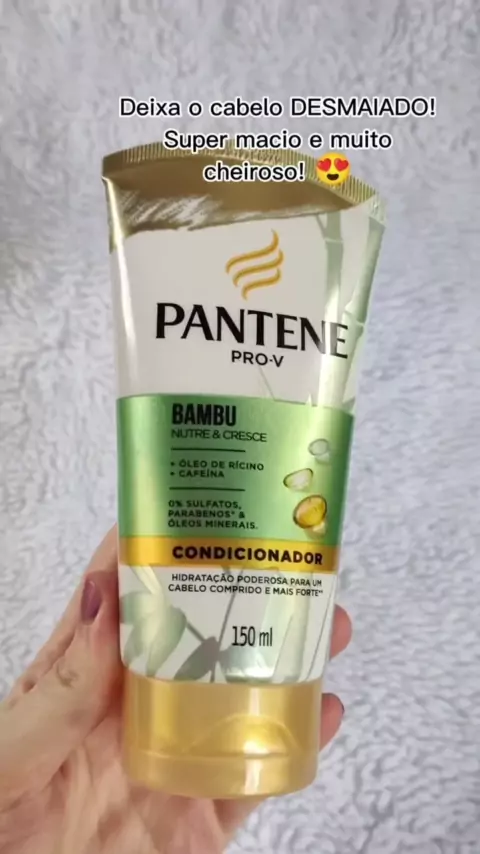 Deixa o cabelo DESMAIADO!
Super macio e muito
cheiroso! 😍
PANTENE
PRO-V
BAMBU
NUTRE & CRESCE
• ÓLEO DE RÍCINO
• CAFEÍNA
0% SULFATOS,
PARABENOS* &
ÓLEOS MINERAIS.
CONDICIONADOR
HIDRATAÇÃO PODEROSA PARA UM
CABELO COMPRIDO E MAIS FORTE**
150 ml